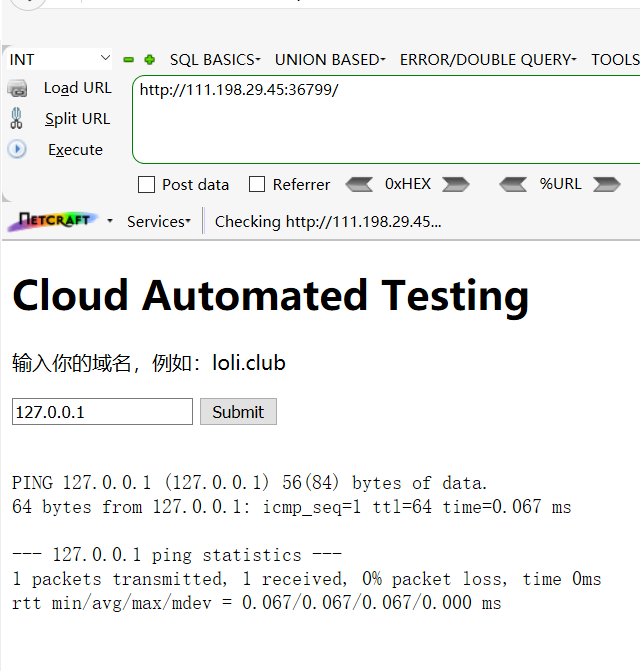 INT SQL BASICS UNION BASED ERROR/DOUBLE QUERY TOOLS
Load URL http://111.198.29.45:36799/
Split URL
Execute
Post data Referrer 0xHEX %URL
NETCRAFT Services Checking http://111.198.29.45...
Cloud Automated Testing
输入你的域名，例如：loli.club
127.0.0.1 Submit
PING 127.0.0.1 (127.0.0.1) 56(84) bytes of data.
64 bytes from 127.0.0.1: icmp_seq=1 ttl=64 time=0.067 ms
--- 127.0.0.1 ping statistics ---
1 packets transmitted, 1 received, 0% packet loss, time 0ms
rtt min/avg/max/mdev = 0.067/0.067/0.067/0.000 ms